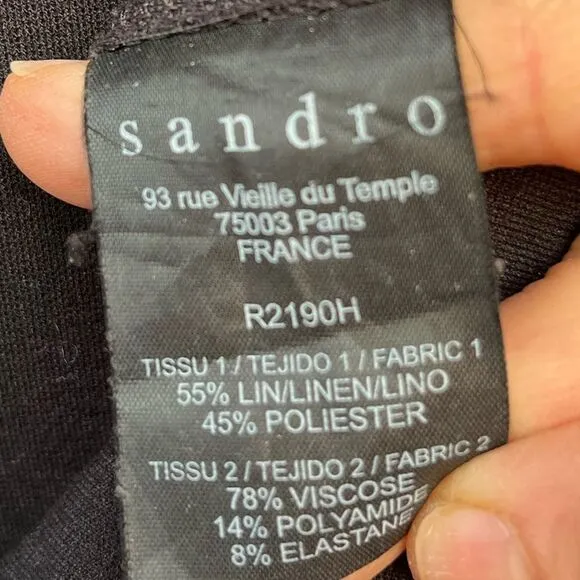 sandro
93 rue Vieille du Temple
75003 Paris
FRANCE
R2190H
TISSU 1 / TEJIDO 1 / FABRIC 1
55% LIN/LINEN/LINO
45% POLIESTER
TISSU 2 / TEJIDO 2 / FABRIC 2
78% VISCOSE
14% POLYAMIDE
8% ELASTANE